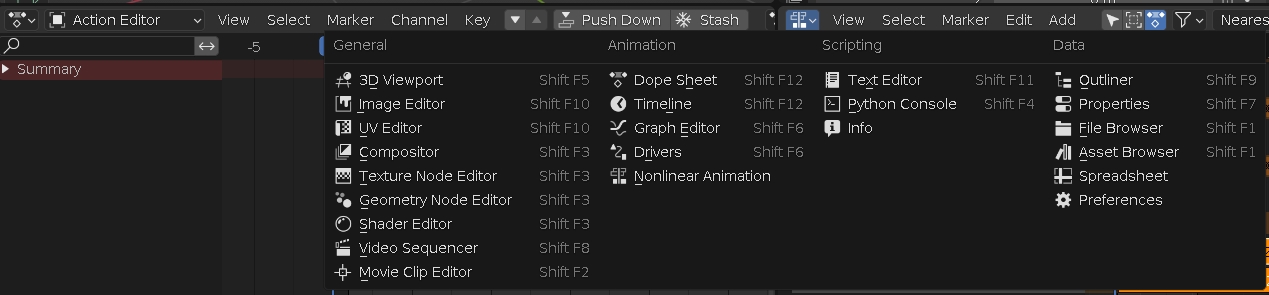 Action Editor View Select Marker Channel Key Push Down Stash View Select Marker Edit Add Neares
-5
Summary
General
3D Viewport Shift F5
Image Editor Shift F10
UV Editor Shift F10
Compositor Shift F3
Texture Node Editor Shift F3
Geometry Node Editor Shift F3
Shader Editor Shift F3
Video Sequencer Shift F8
Movie Clip Editor Shift F2
Animation
Dope Sheet Shift F12
Timeline Shift F12
Graph Editor Shift F6
Drivers Shift F6
Nonlinear Animation
Scripting
Text Editor Shift F11
Python Console Shift F4
Info
Data
Outliner Shift F9
Properties Shift F7
File Browser Shift F1
Asset Browser Shift F1
Spreadsheet
Preferences